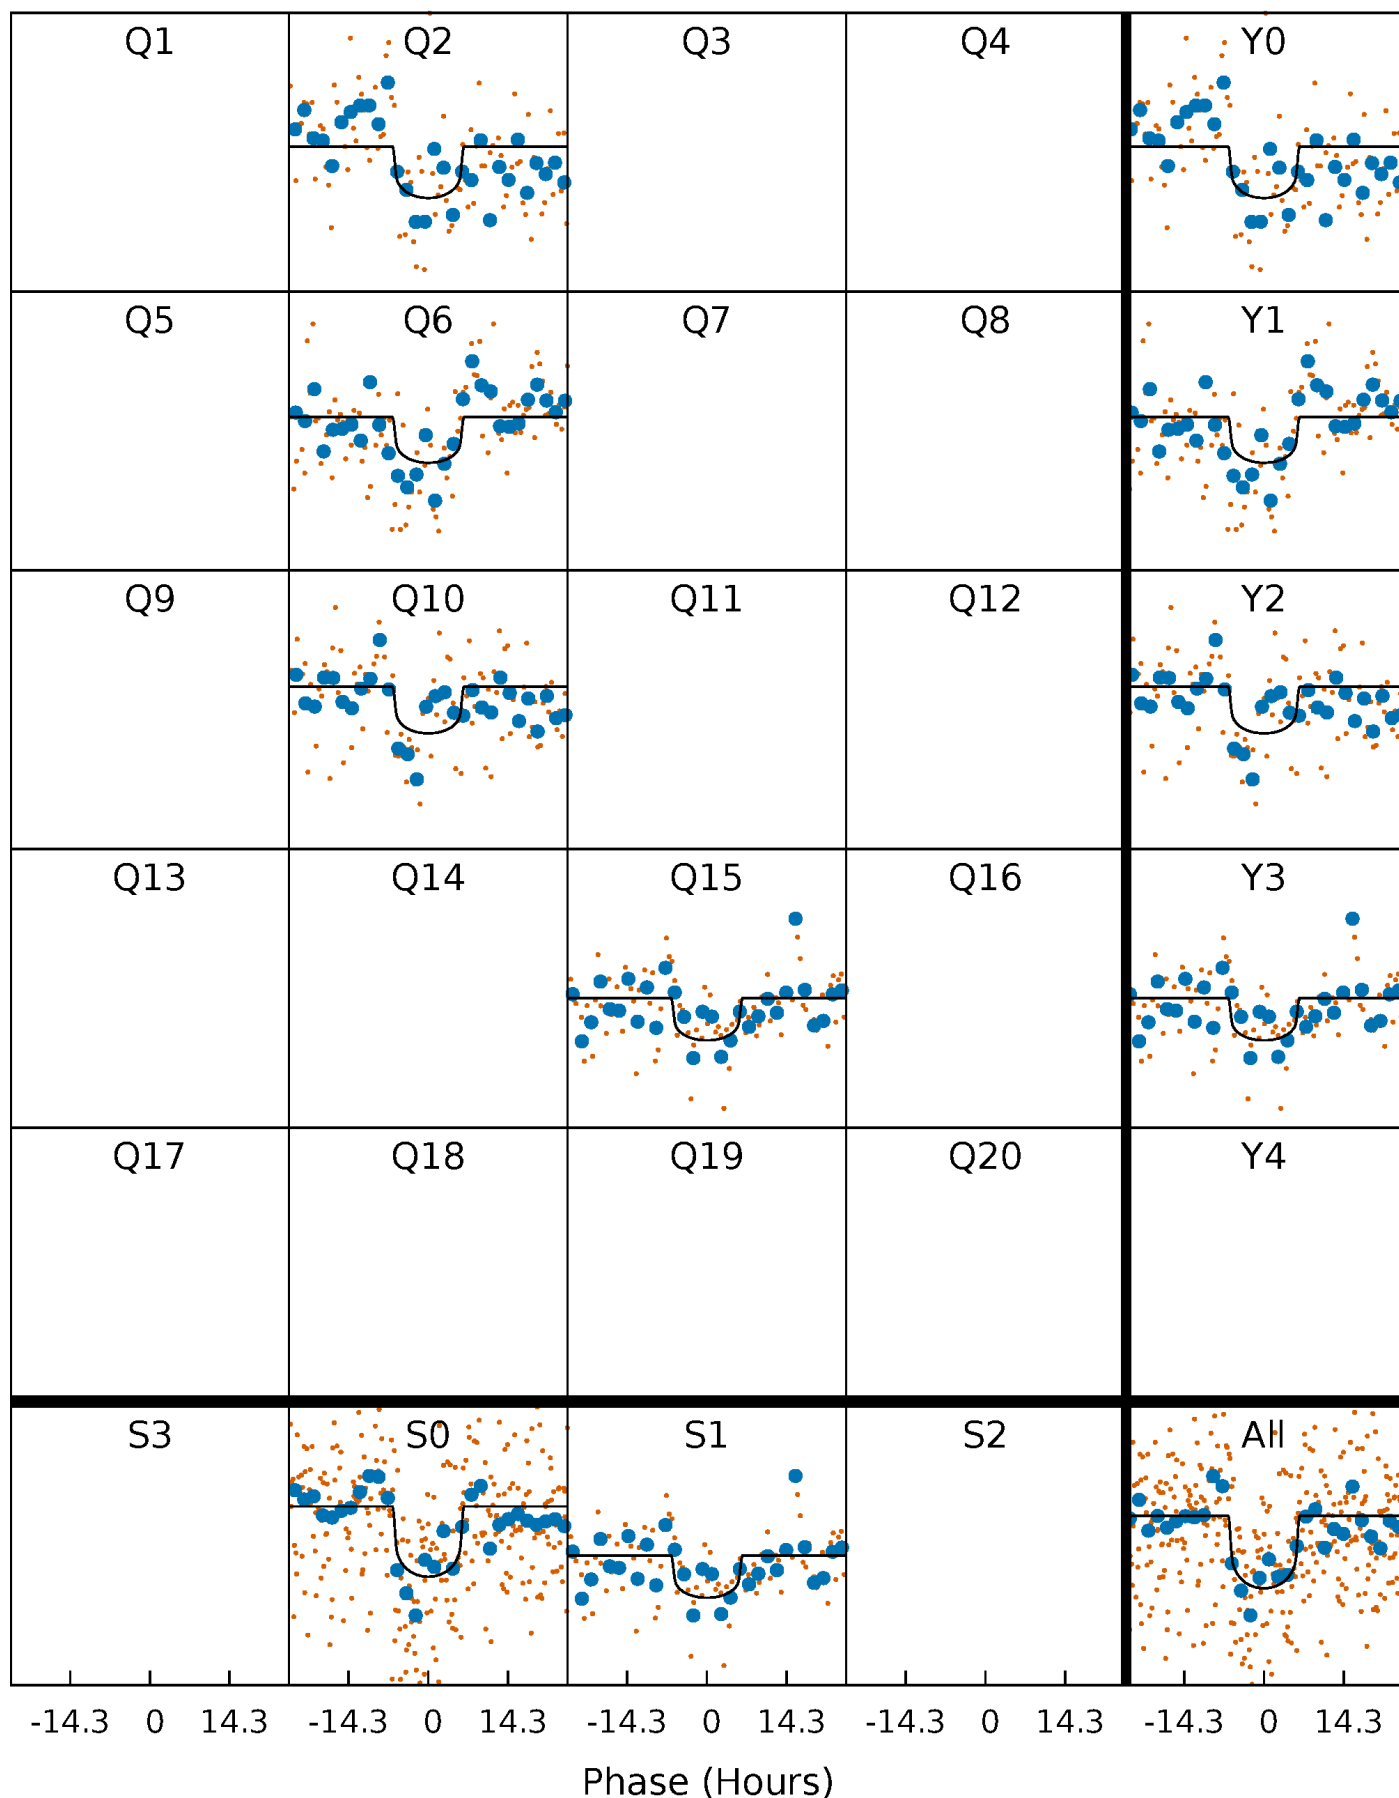 Q1 Q2 Q3 Q4 Y0
Q5 Q6 Q7 Q8 Y1
Q9 Q10 Q11 Q12 Y2
Q13 Q14 Q15 Q16 Y3
Q17 Q18 Q19 Q20 Y4
S3 S0 S1 S2 All
-14.3 0 14.3 -14.3 0 14.3 -14.3 0 14.3 -14.3 0 14.3 -14.3 0 14.3
Phase (Hours)